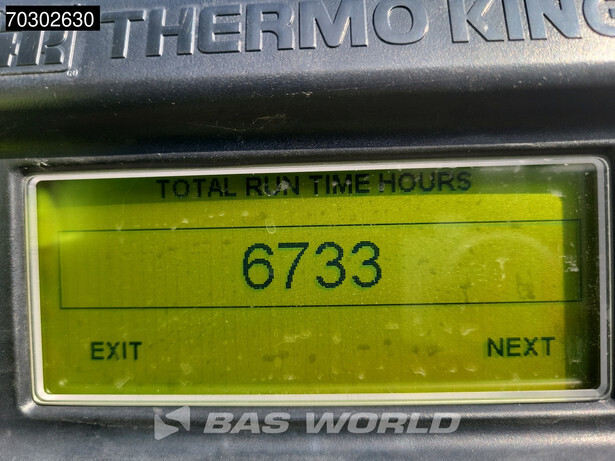 70302630
THERMO KING
TOTAL RUN TIME HOURS
6733
EXIT NEXT
BAS WORLD